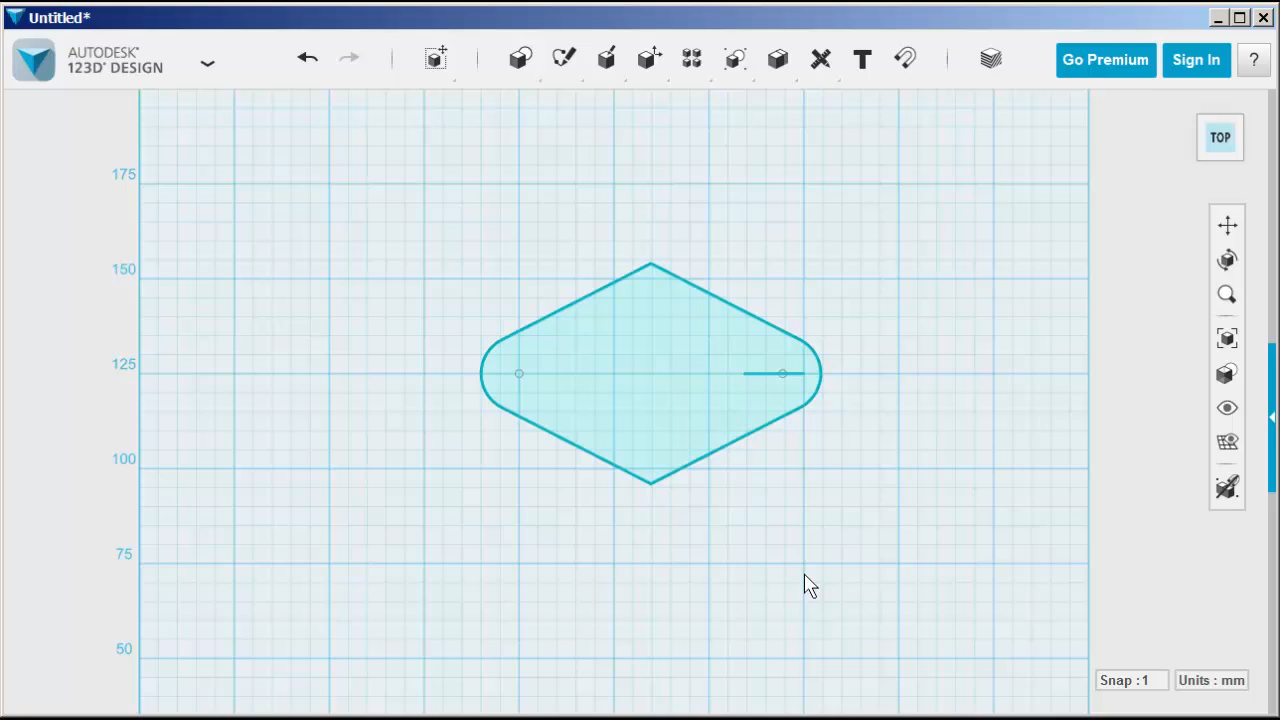 Untitled*
AUTODESK®
123D® DESIGN
T
Go Premium
Sign In
?
TOP
175
150
125
100
75
50
Snap : 1
Units : mm